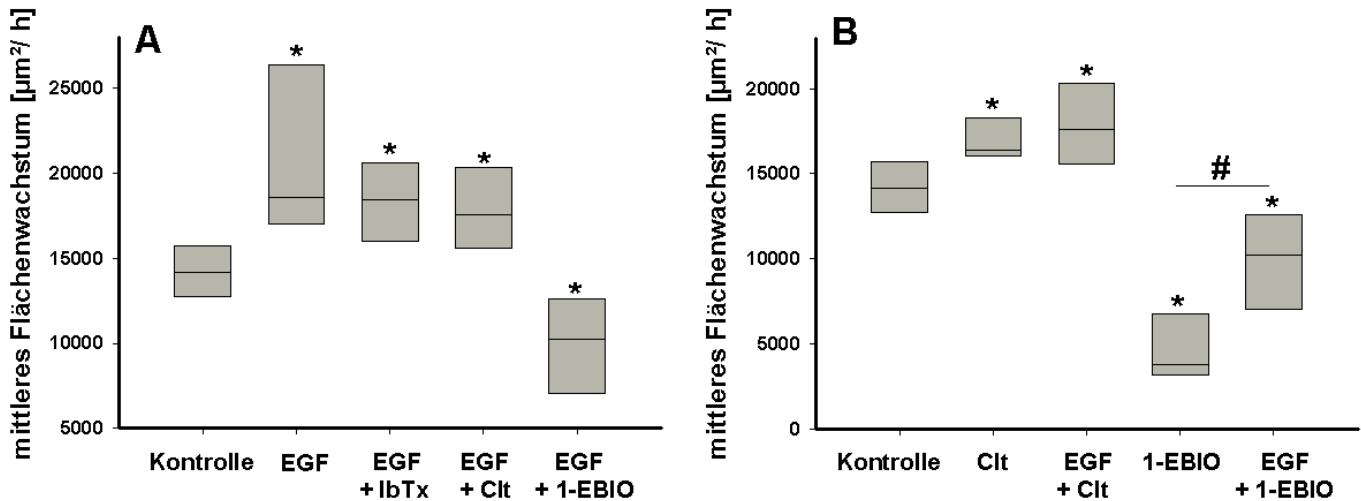 A
mittleres Flächenwachstum [µm²/ h]
25000
20000
15000
10000
5000
*
*
*
*
Kontrolle
EGF
EGF + IbTx
EGF + Clt
EGF + 1-EBIO
B
mittleres Flächenwachstum [µm²/ h]
20000
15000
10000
5000
0
*
*
*
#
*
Kontrolle
Clt
EGF + Clt
1-EBIO
EGF + 1-EBIO